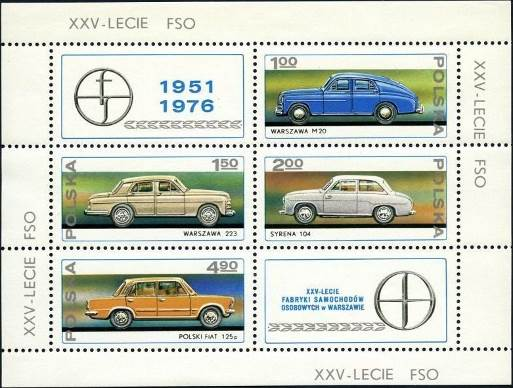 XXV-LECIE FSO
1951
1976
1.00
POLSKA
WARSZAWA M20
XXV-LECIE FSO
1.50
POLSKA
WARSZAWA 223
2.00
POLSKA
SYRENA 104
XXV-LECIE FSO
4.90
POLSKA
POLSKI FIAT 125p
XXV-LECIE
FABRYKI SAMOCHODÓW
OSOBOWYCH w WARSZAWIE
XXV-LECIE FSO